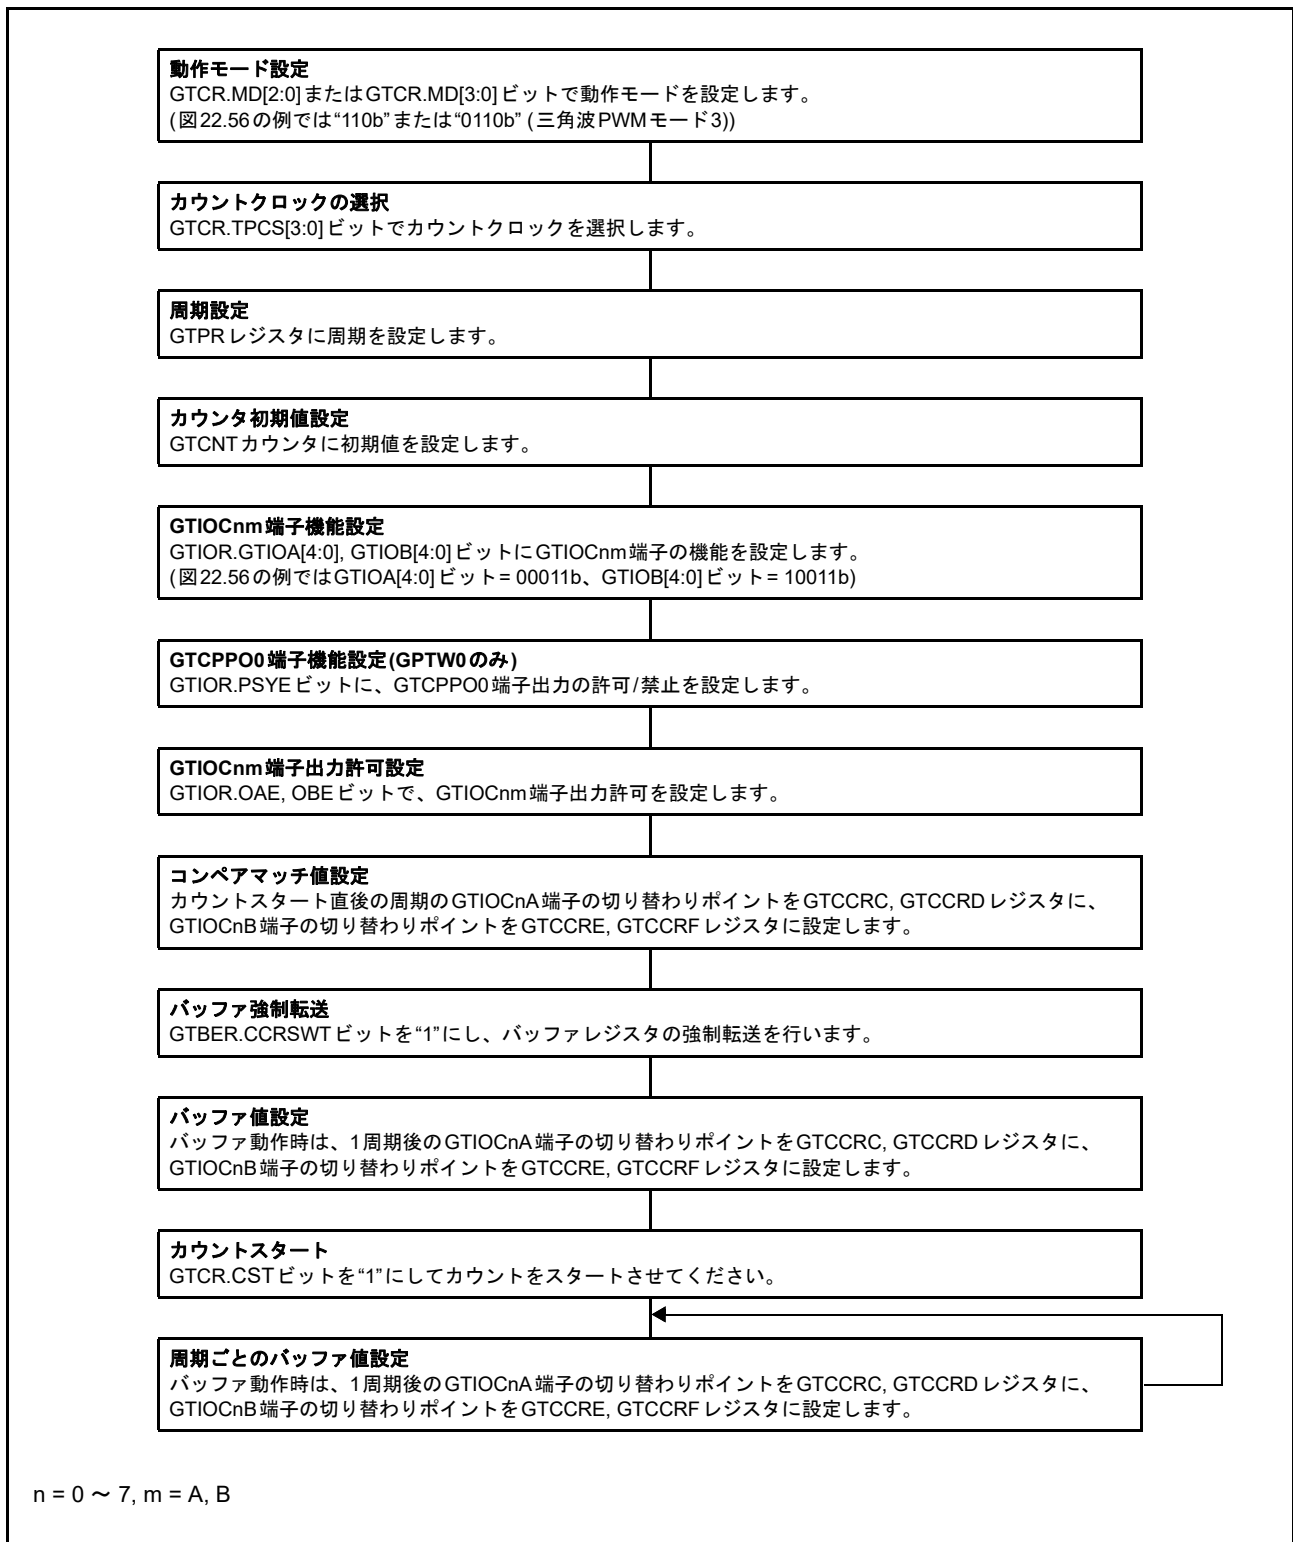 動作モード設定
GTCR.MD[2:0]またはGTCR.MD[3:0]ビットで動作モードを設定します。
(図22.56の例では“110b”または“0110b” (三角波PWMモード3))
カウントクロックの選択
GTCR.TPCS[3:0]ビットでカウントクロックを選択します。
周期設定
GTPRレジスタに周期を設定します。
カウンタ初期値設定
GTCNTカウンタに初期値を設定します。
GTIOCnm端子機能設定
GTIOR.GTIOA[4:0], GTIOB[4:0]ビットにGTIOCnm端子の機能を設定します。
(図22.56の例ではGTIOA[4:0]ビット= 00011b、GTIOB[4:0]ビット= 10011b)
GTCPPO0端子機能設定(GPTW0のみ)
GTIOR.PSYEビットに、GTCPPO0端子出力の許可/禁止を設定します。
GTIOCnm端子出力許可設定
GTIOR.OAE, OBEビットで、GTIOCnm端子出力許可を設定します。
コンペアマッチ値設定
カウントスタート直後の周期のGTIOCnA端子の切り替わりポイントをGTCCRC, GTCCRDレジスタに、
GTIOCnB端子の切り替わりポイントをGTCCRE, GTCCRFレジスタに設定します。
バッファ強制転送
GTBER.CCRSWTビットを“1”にし、バッファレジスタの強制転送を行います。
バッファ値設定
バッファ動作時は、1周期後のGTIOCnA端子の切り替わりポイントをGTCCRC, GTCCRDレジスタに、
GTIOCnB端子の切り替わりポイントをGTCCRE, GTCCRFレジスタに設定します。
カウントスタート
GTCR.CSTビットを“1”にしてカウントをスタートさせてください。
周期ごとのバッファ値設定
バッファ動作時は、1周期後のGTIOCnA端子の切り替わりポイントをGTCCRC, GTCCRDレジスタに、
GTIOCnB端子の切り替わりポイントをGTCCRE, GTCCRFレジスタに設定します。
n = 0 ～ 7, m = A, B